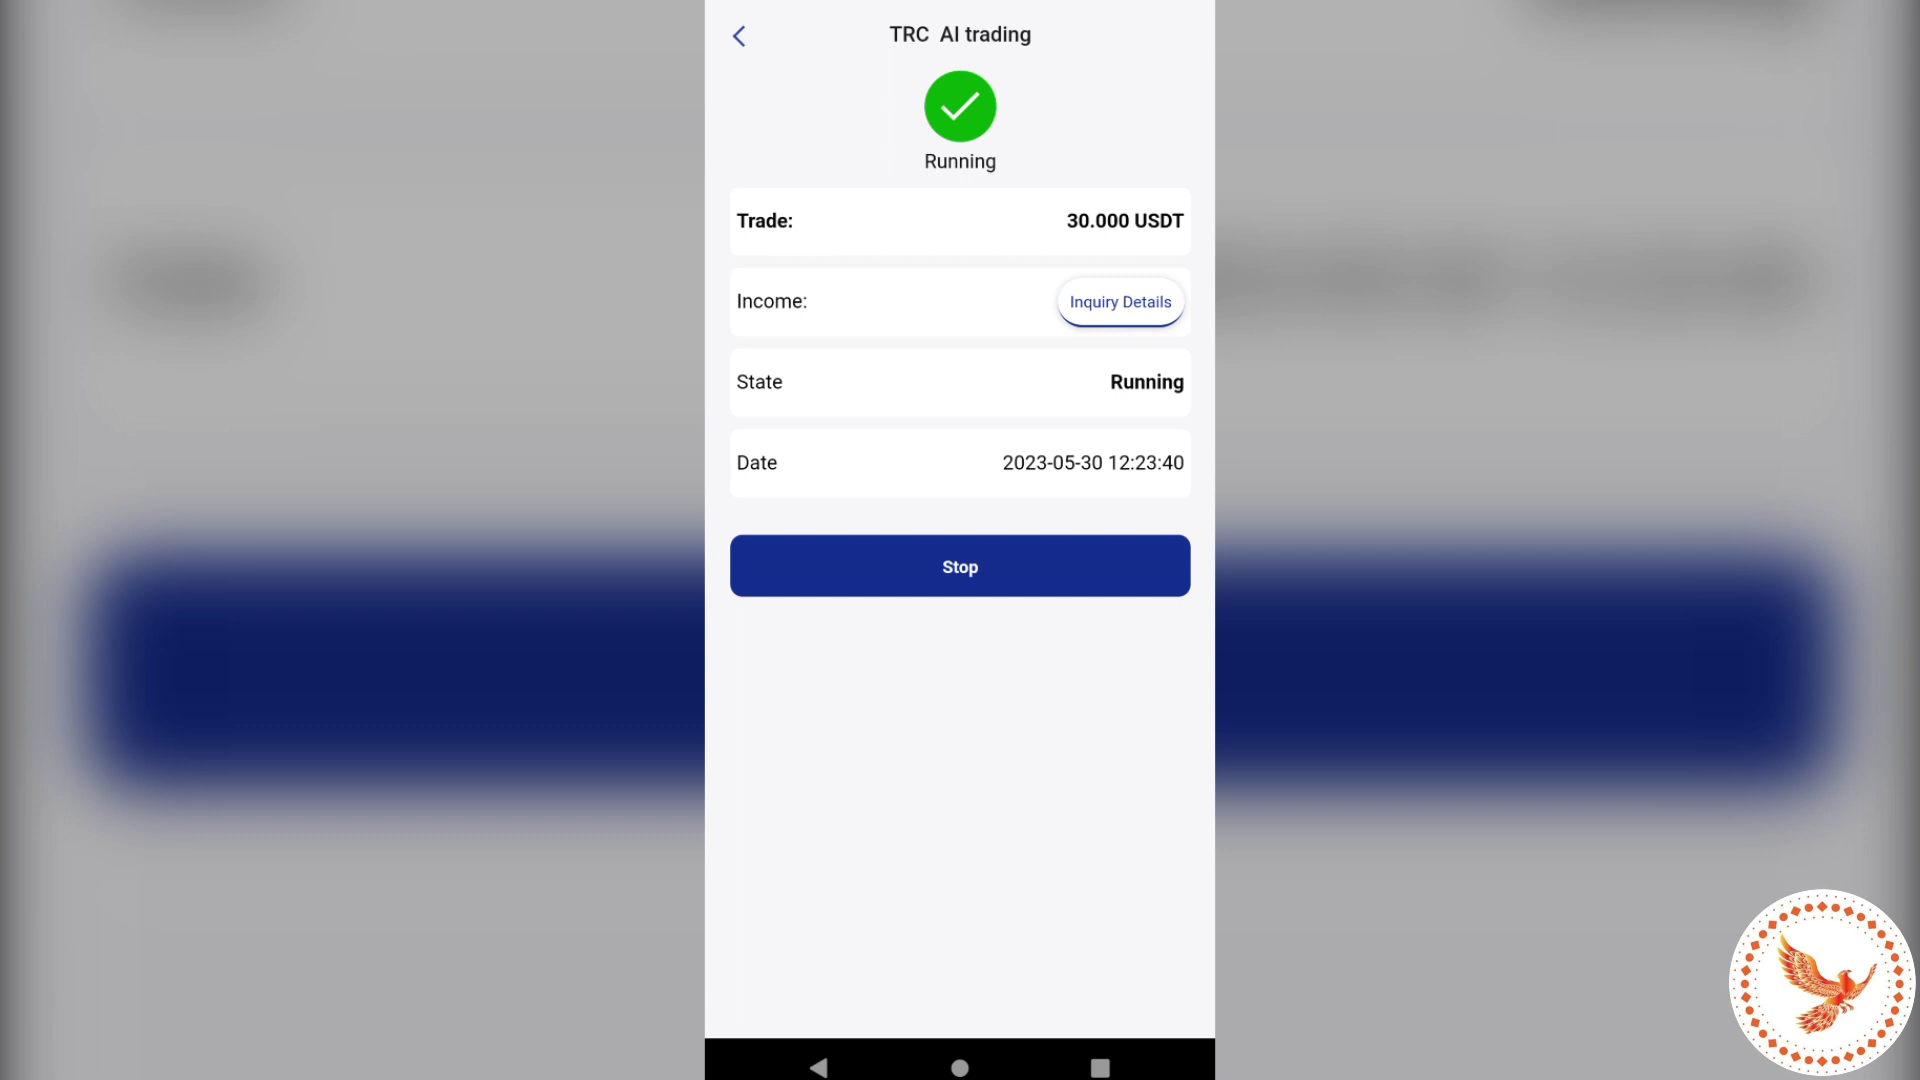 TRC AI trading
Running
Trade: 30.000 USDT
Income: Inquiry Details
State Running
Date 2023-05-30 12:23:40
Stop